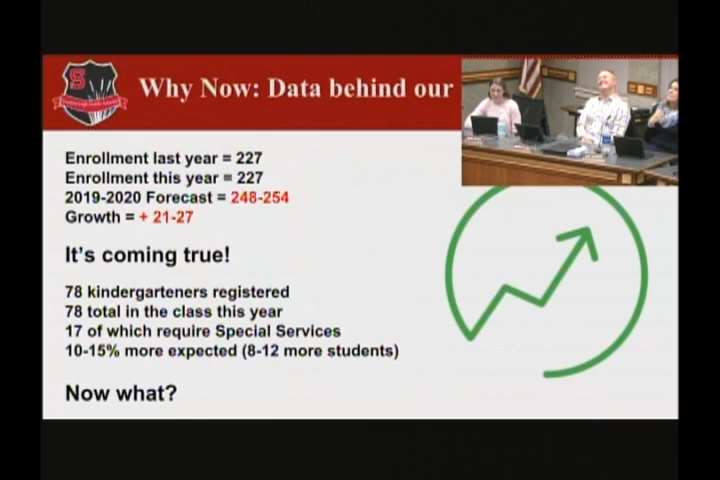 S
Why Now: Data behind our
Enrollment last year = 227
Enrollment this year = 227
2019-2020 Forecast = 248-254
Growth = + 21-27
It's coming true!
78 kindergarteners registered
78 total in the class this year
17 of which require Special Services
10-15% more expected (8-12 more students)
Now what?